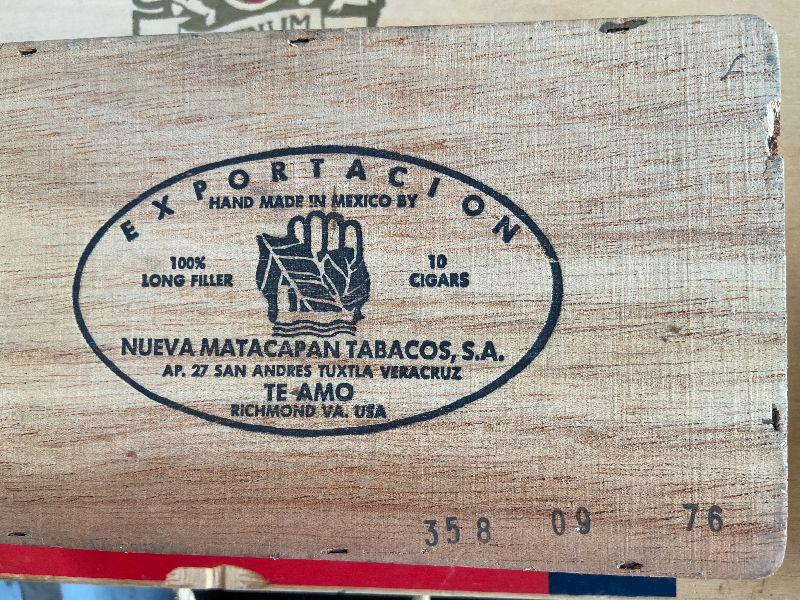 EXPORTACION
HAND MADE IN MEXICO BY
100%
LONG FILLER
10
CIGARS
NUEVA MATACAPAN TABACOS, S.A.
AP. 27 SAN ANDRES TUXTLA VERACRUZ
TE-AMO
RICHMOND VA. USA
358 09 76